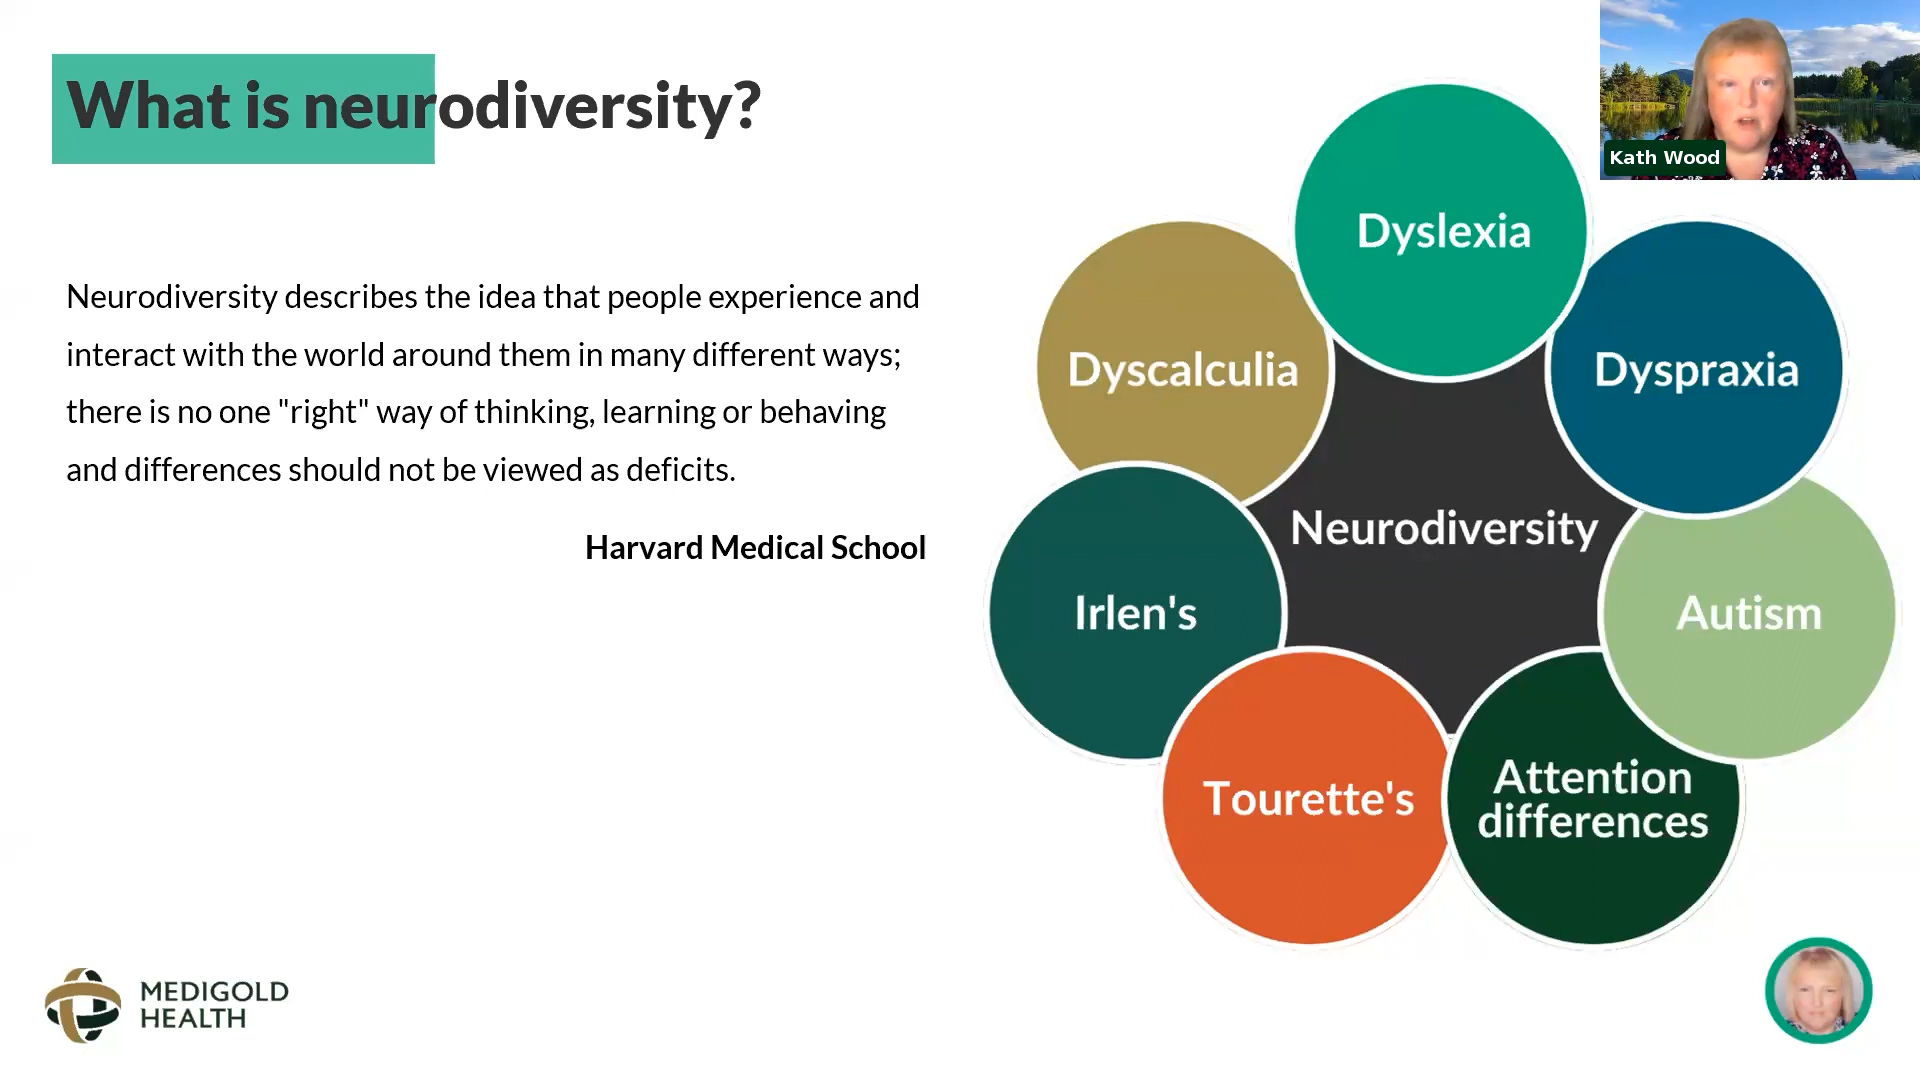 What is neurodiversity?
Kath Wood
Neurodiversity describes the idea that people experience and
interact with the world around them in many different ways;
there is no one "right" way of thinking, learning or behaving
and differences should not be viewed as deficits.
Harvard Medical School
Dyslexia
Dyscalculia
Dyspraxia
Neurodiversity
Irlen's
Autism
Tourette's
Attention
differences
MEDIGOLD
HEALTH